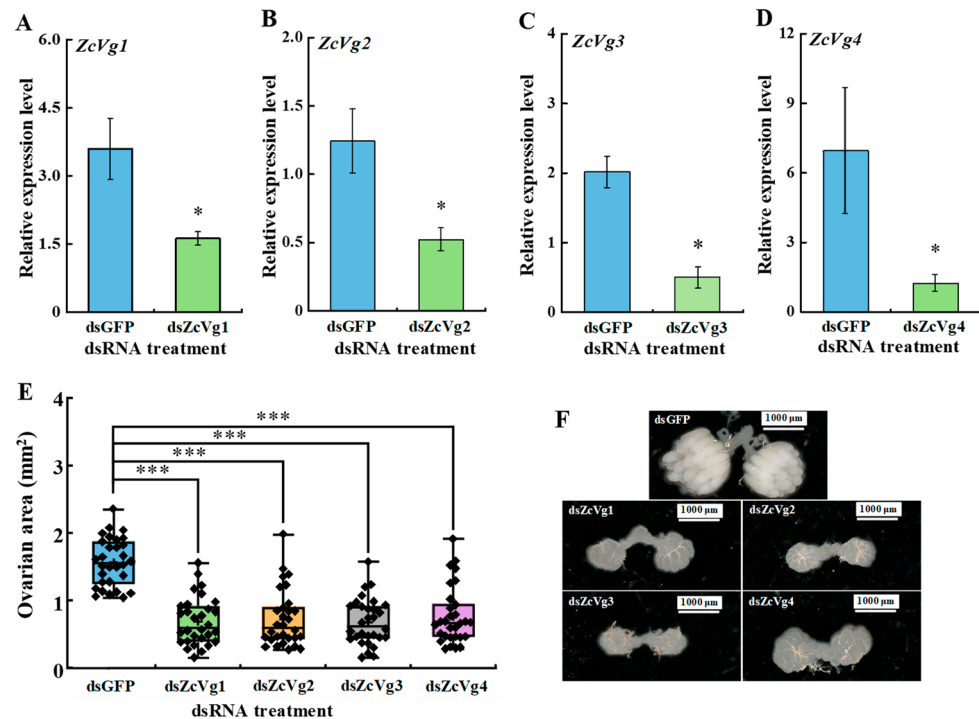 A
ZcVg1
Relative expression level
6.0
4.5
3.0
1.5
0.0
*
dsGFP
dsZcVg1
dsRNA treatment
B
ZcVg2
Relative expression level
2.0
1.5
1.0
0.5
0.0
*
dsGFP
dsZcVg2
dsRNA treatment
C
ZcVg3
Relative expression level
4
3
2
1
0
*
dsGFP
dsZcVg3
dsRNA treatment
D
ZcVg4
Relative expression level
12
9
6
3
0
*
dsGFP
dsZcVg4
dsRNA treatment
E
Ovarian area (mm²)
4
3
2
1
0
***
***
***
***
dsGFP
dsZcVg1
dsZcVg2
dsZcVg3
dsZcVg4
dsRNA treatment
F
dsGFP
1000 µm
dsZcVg1
1000 µm
dsZcVg2
1000 µm
dsZcVg3
1000 µm
dsZcVg4
1000 µm